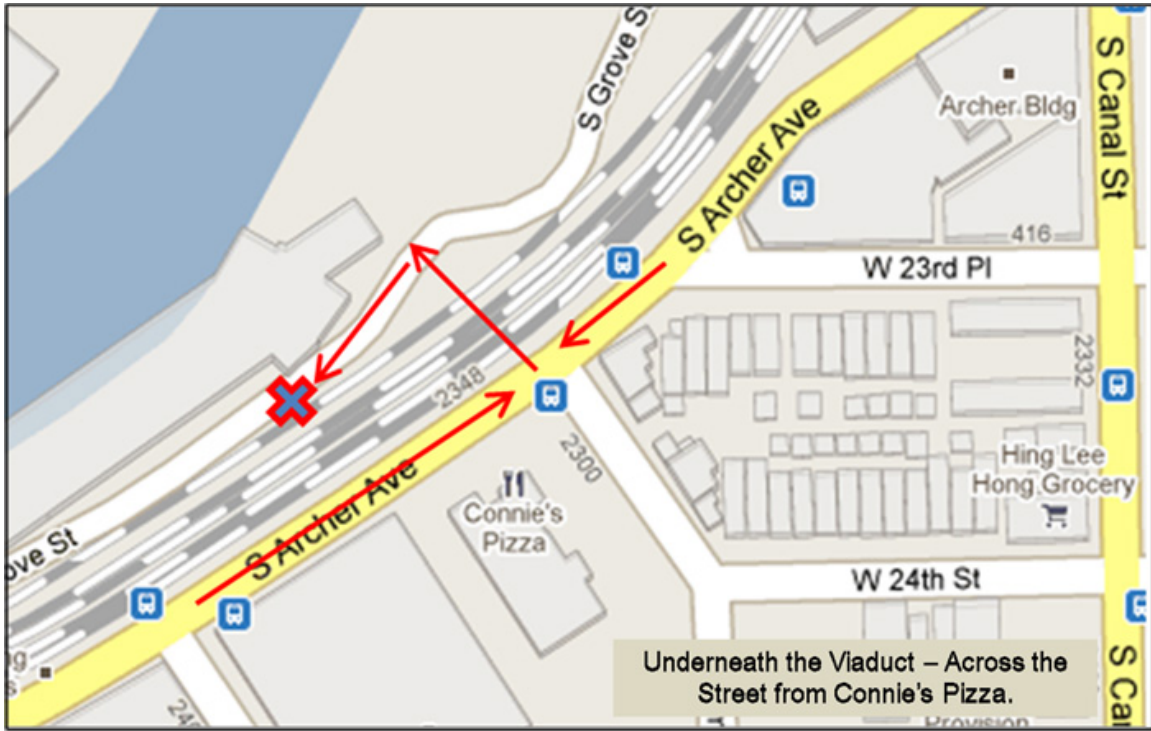 S Grove St
S Canal St
Archer Bldg
S Archer Ave
416
W 23rd Pl
2332
2348
2300
Hing Lee
Hong Grocery
Connie's
Pizza
S Archer Ave
W 24th St
Underneath the Viaduct – Across the
Street from Connie's Pizza.